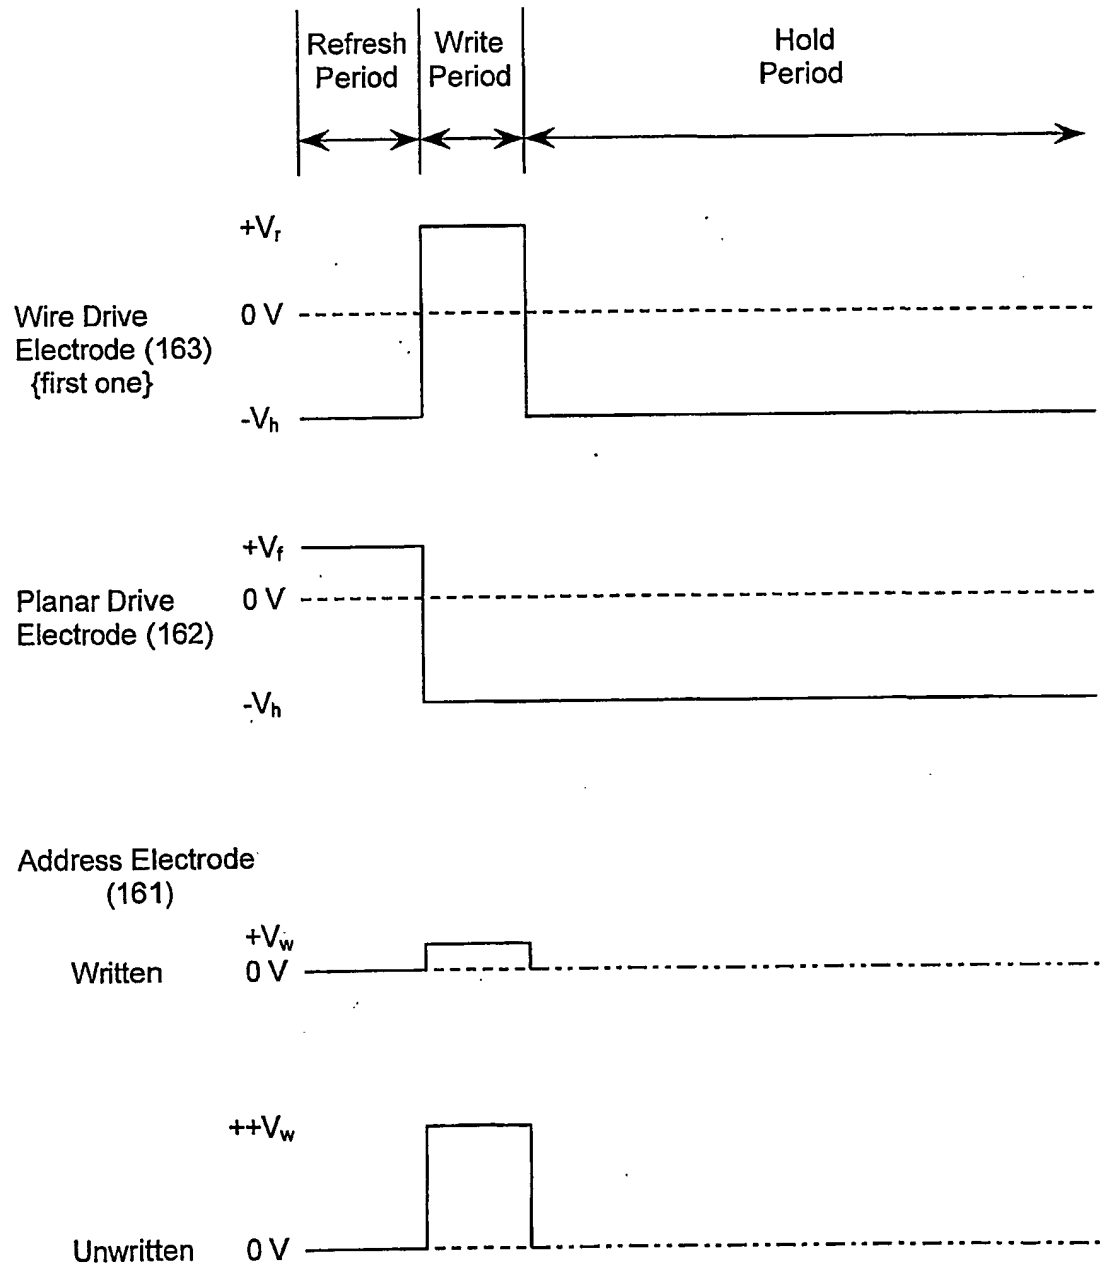 Refresh Period
Write Period
Hold Period
+Vr
Wire Drive
Electrode (163)
{first one}
0 V
-Vh
+Vf
Planar Drive
Electrode (162)
0 V
-Vh
Address Electrode
(161)
+Vw
Written 0 V
++Vw
Unwritten 0 V